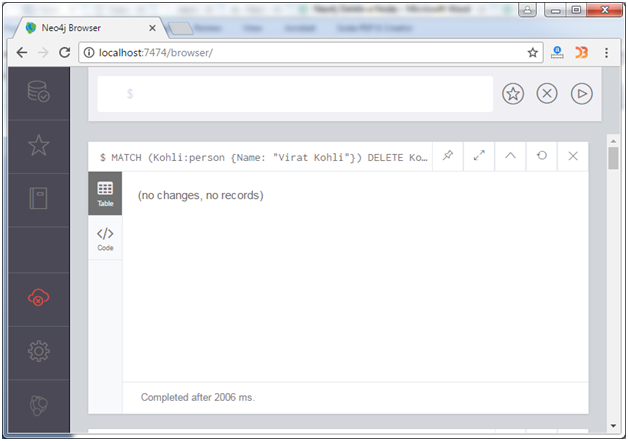 Neo4j Browser
localhost:7474/browser/
$
$ MATCH (Kohli:person {Name: "Virat Kohli"}) DELETE Ko…
Table
(no changes, no records)
</>
Code
Completed after 2006 ms.